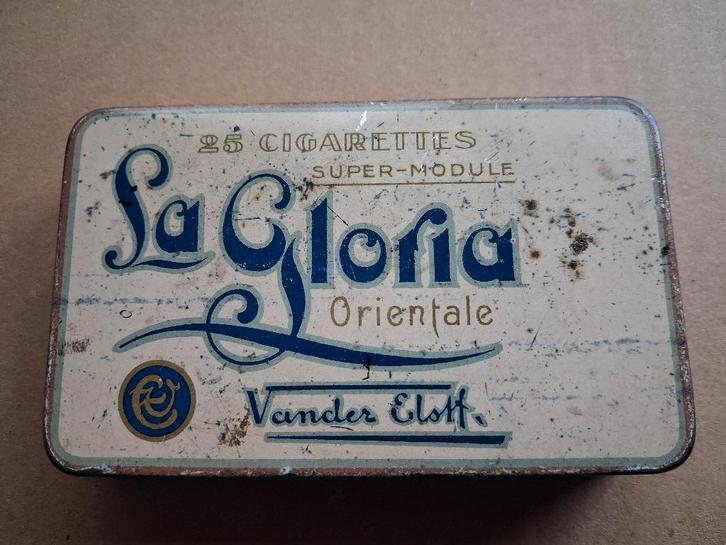 25 CIGARETTES
SUPER-MODULE
La Gloria
Orientale
Vander Elst.